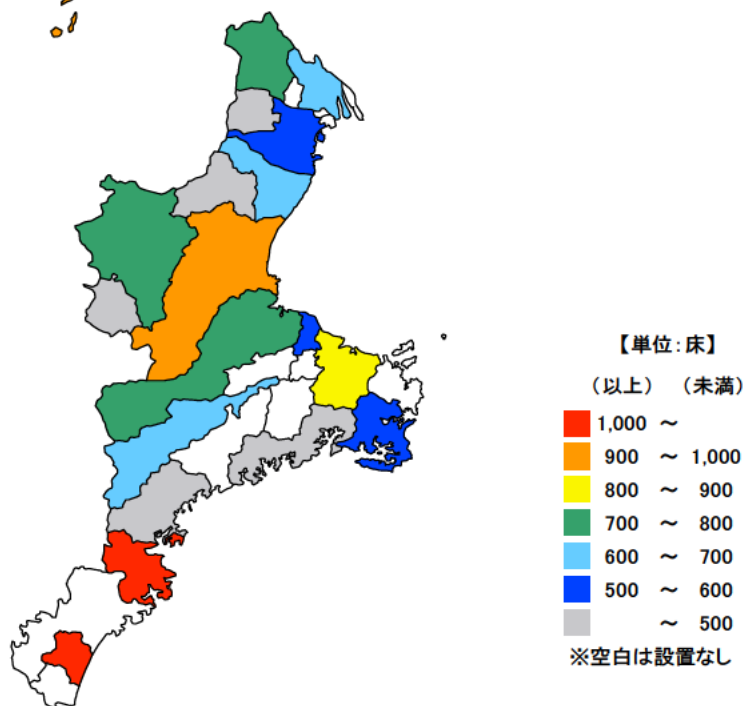 【単位：床】
（以上） （未満）
1,000 ～
900 ～ 1,000
800 ～ 900
700 ～ 800
600 ～ 700
500 ～ 600
～ 500
※空白は設置なし